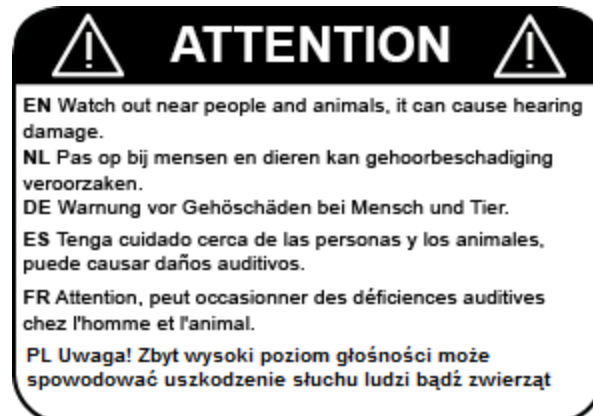 ATTENTION
EN Watch out near people and animals, it can cause hearing
damage.
NL Pas op bij mensen en dieren kan gehoorbeschadiging
veroorzaken.
DE Warnung vor Gehöschäden bei Mensch und Tier.
ES Tenga cuidado cerca de las personas y los animales,
puede causar daños auditivos.
FR Attention, peut occasionner des déficiences auditives
chez l'homme et l'animal.
PL Uwaga! Zbyt wysoki poziom głośności może
spowodować uszkodzenie słuchu ludzi bądź zwierząt